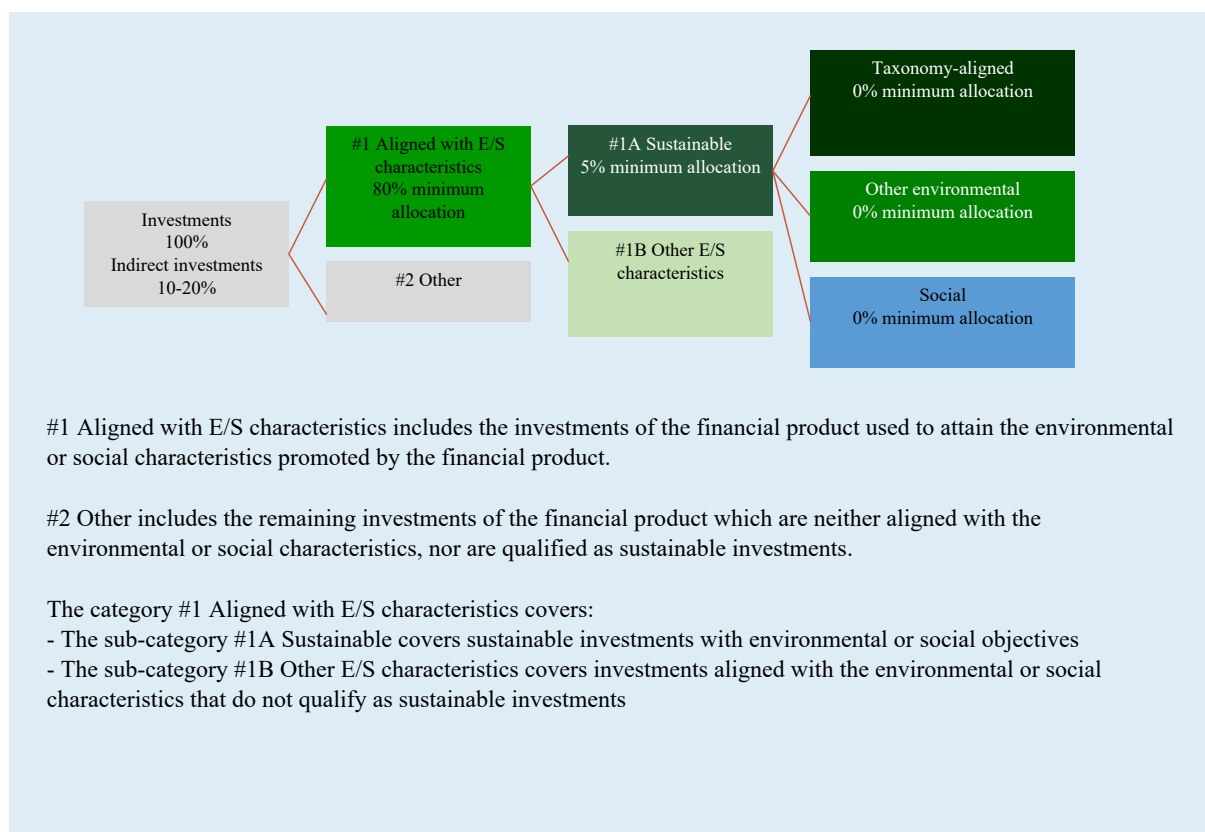 Investments
100%
Indirect investments
10-20%
#1 Aligned with E/S
characteristics
80% minimum
allocation
#2 Other
#1A Sustainable
5% minimum allocation
#1B Other E/S
characteristics
Taxonomy-aligned
0% minimum allocation
Other environmental
0% minimum allocation
Social
0% minimum allocation
#1 Aligned with E/S characteristics includes the investments of the financial product used to attain the environmental
or social characteristics promoted by the financial product.
#2 Other includes the remaining investments of the financial product which are neither aligned with the
environmental or social characteristics, nor are qualified as sustainable investments.
The category #1 Aligned with E/S characteristics covers:
- The sub-category #1A Sustainable covers sustainable investments with environmental or social objectives
- The sub-category #1B Other E/S characteristics covers investments aligned with the environmental or social
characteristics that do not qualify as sustainable investments